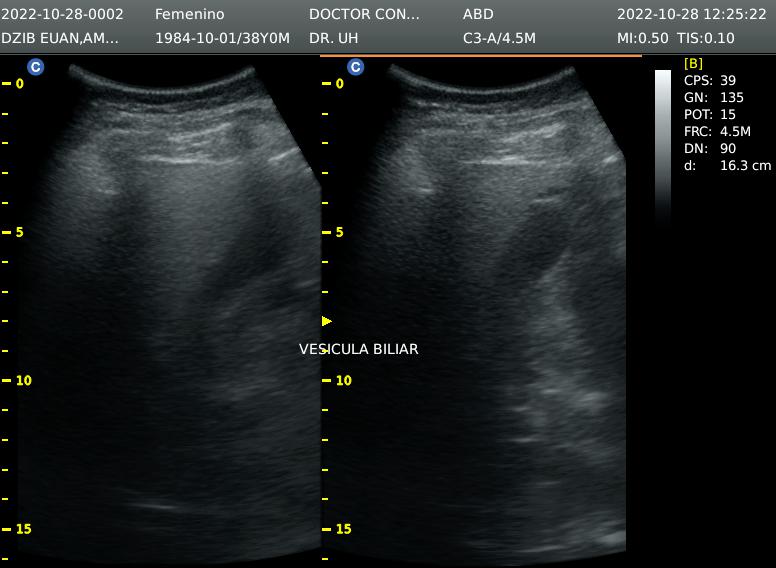 2022-10-28-0002 Femenino DOCTOR CON... ABD 2022-10-28 12:25:22
DZIB EUAN,AM... 1984-10-01/38Y0M DR. UH C3-A/4.5M MI:0.50 TIS:0.10
C C [B]
0 0 CPS: 39
GN: 135
POT: 15
FRC: 4.5M
DN: 90
d: 16.3 cm
5 5
VESICULA BILIAR
10 10
15 15